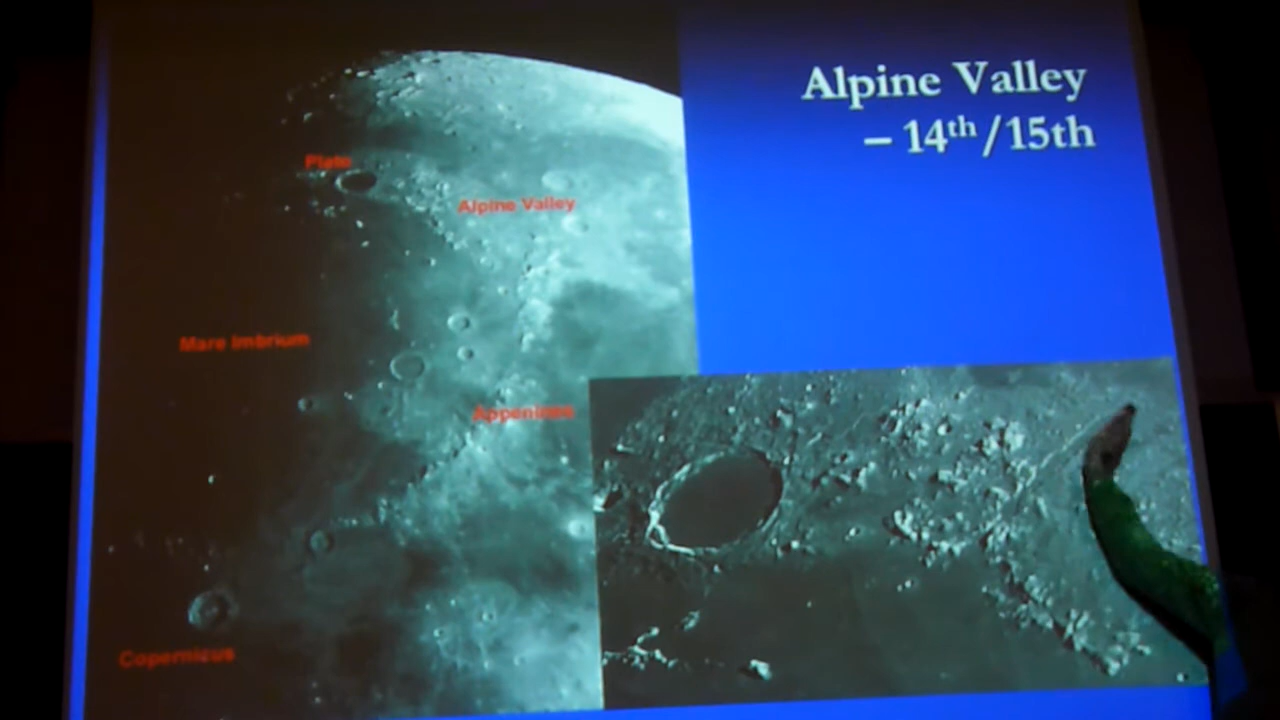 Alpine Valley
– 14th/15th
Plato
Alpine Valley
Mare Imbrium
Appenines
Copernicus